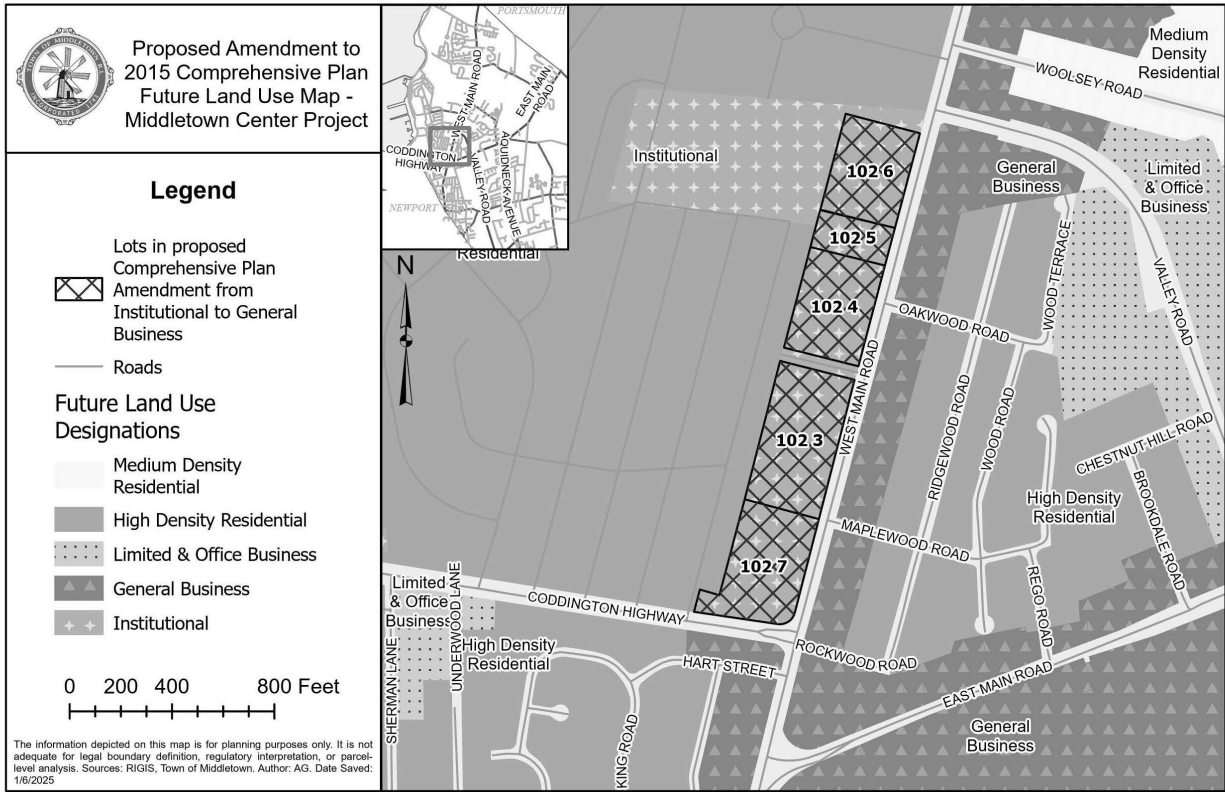 TOWN OF MIDDLETOWN R.I.
INCORPORATED 1743
Proposed Amendment to
2015 Comprehensive Plan
Future Land Use Map -
Middletown Center Project
Legend
Lots in proposed
Comprehensive Plan
Amendment from
Institutional to General
Business
Roads
Future Land Use
Designations
Medium Density
Residential
High Density Residential
Limited & Office Business
General Business
Institutional
0 200 400 800 Feet
The information depicted on this map is for planning purposes only. It is not
adequate for legal boundary definition, regulatory interpretation, or parcel-
level analysis. Sources: RIGIS, Town of Middletown. Author: AG. Date Saved:
1/6/2025
PORTSMOUTH
WEST MAIN ROAD
EAST MAIN
ROAD
CODDINGTON
HIGHWAY
VALLEY ROAD
AQUIDNECK AVENUE
NEWPORT
Residential
N
Institutional
102 6
102 5
102 4
102 3
102 7
WEST MAIN ROAD
Medium
Density
Residential
WOOLSEY ROAD
General
Business
Limited
& Office
Business
VALLEY ROAD
WOOD TERRACE
OAKWOOD ROAD
RIDGEWOOD ROAD
WOOD ROAD
CHESTNUT HILL ROAD
BROOKDALE ROAD
High Density
Residential
MAPLEWOOD ROAD
REGO ROAD
ROCKWOOD ROAD
EAST MAIN ROAD
General
Business
Limited
& Office
Business
CODDINGTON HIGHWAY
High Density
Residential
HART STREET
KING ROAD
UNDERWOOD LANE
SHERMAN LANE